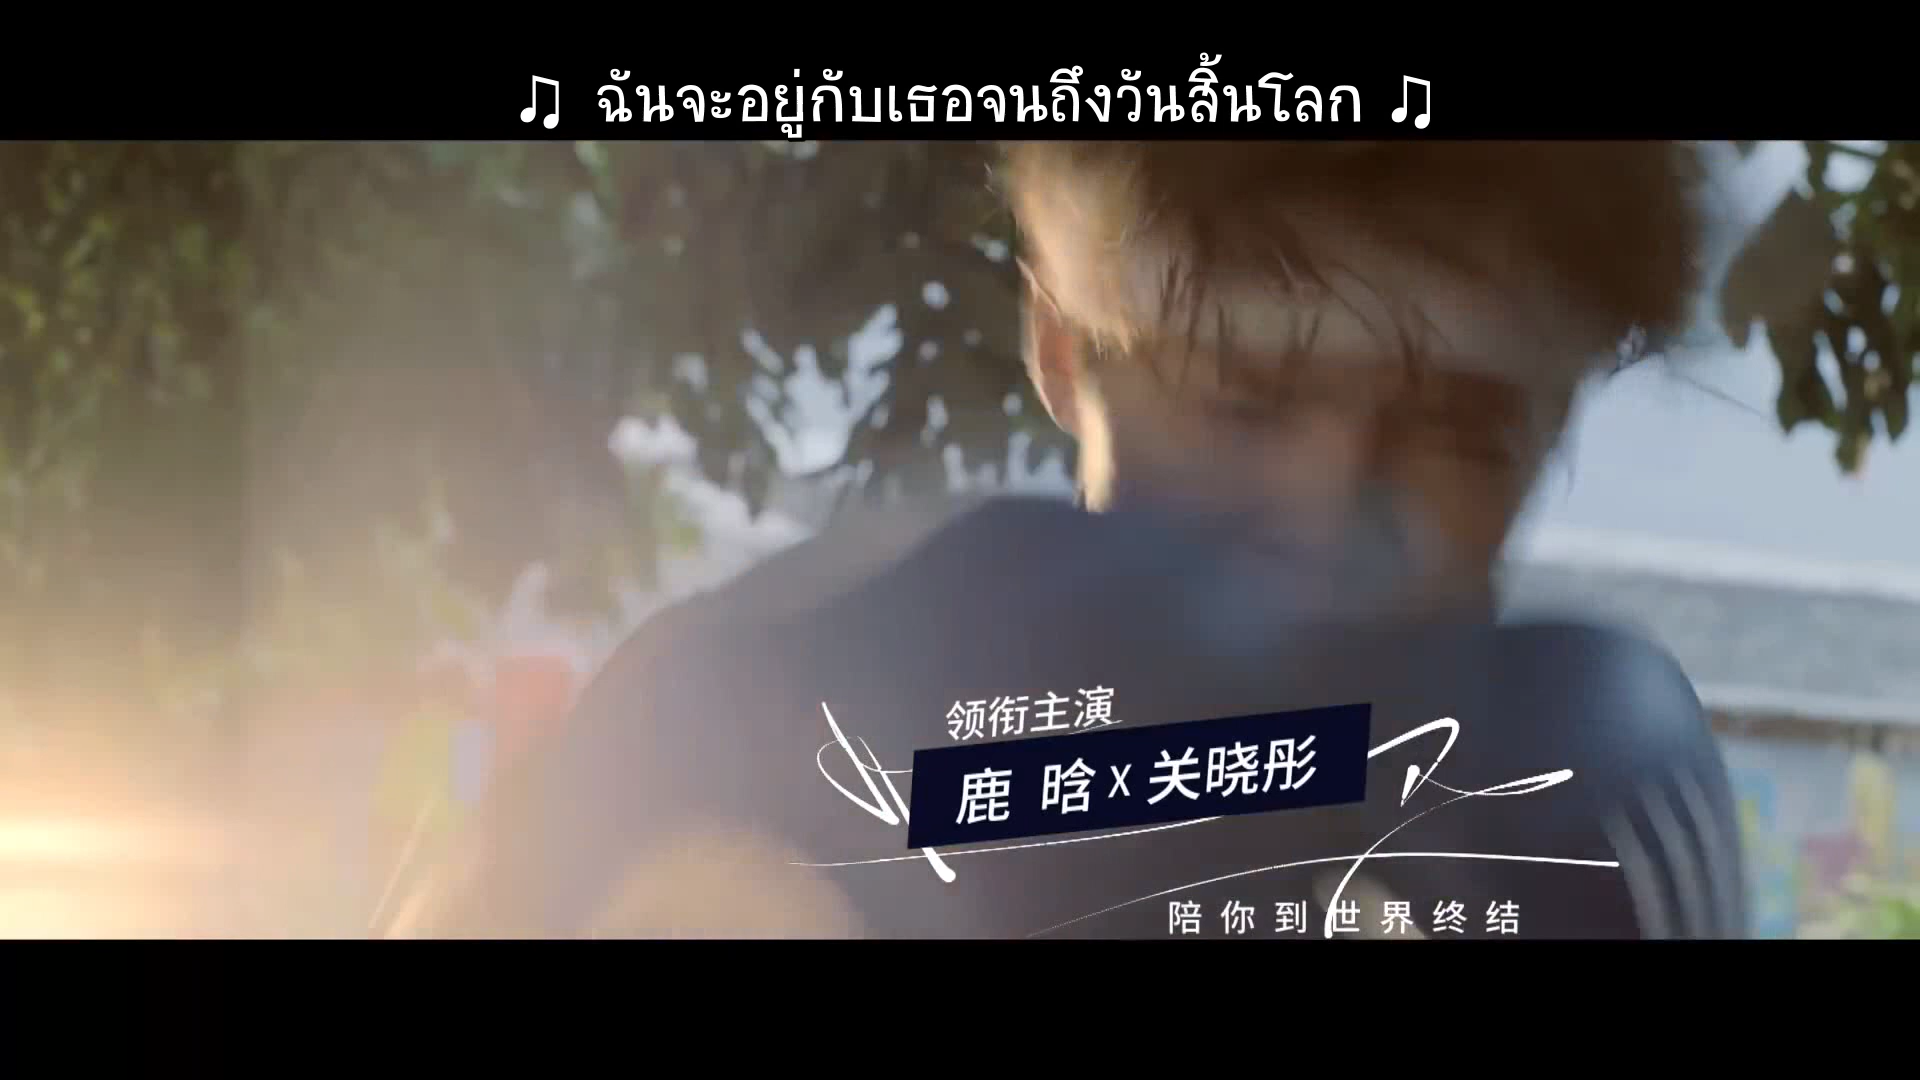 ♫ ฉันจะอยู่กับเธอจนถึงวันสิ้นโลก ♫
领衔主演
鹿 晗 X 关晓彤
陪你到世界终结